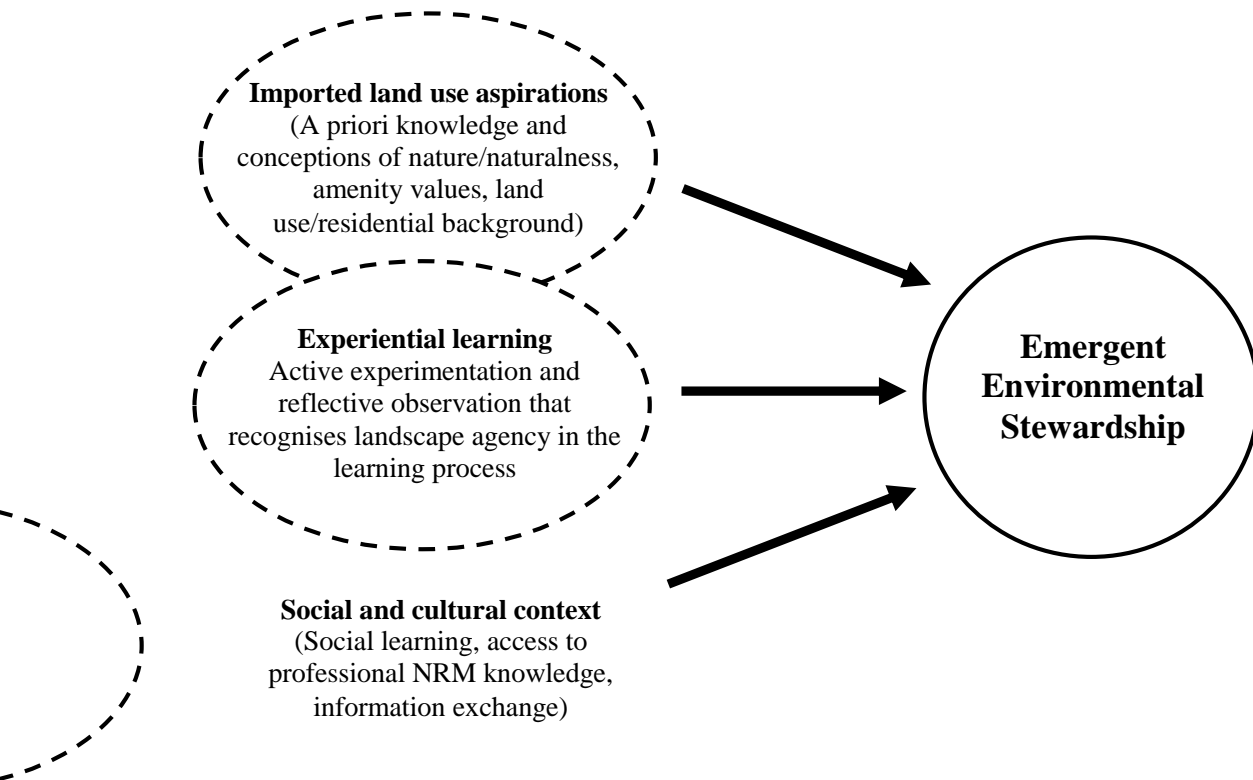 Imported land use aspirations
(A priori knowledge and
conceptions of nature/naturalness,
amenity values, land
use/residential background)
Experiential learning
Active experimentation and
reflective observation that
recognises landscape agency in the
learning process
Social and cultural context
(Social learning, access to
professional NRM knowledge,
information exchange)
Emergent
Environmental
Stewardship